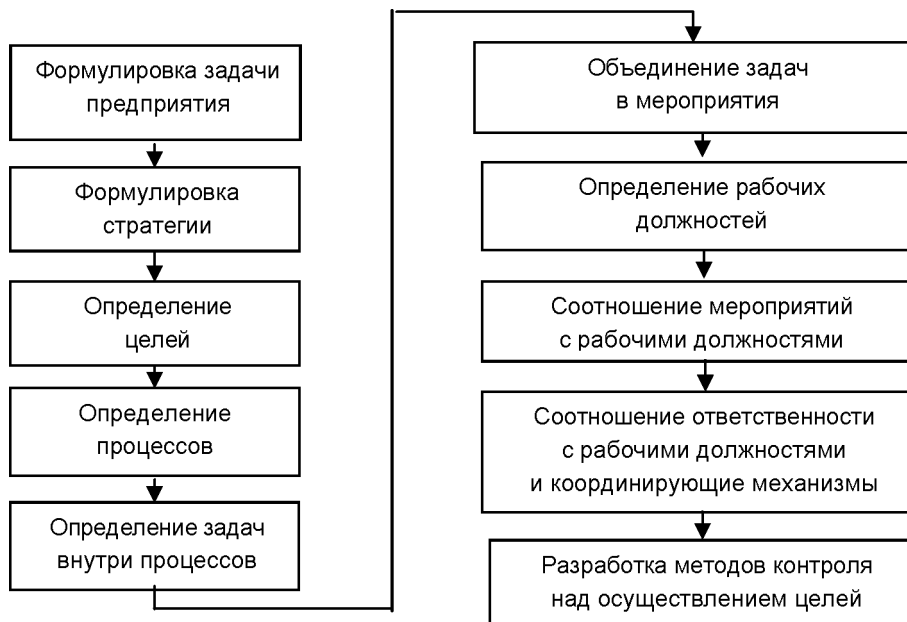 Формулировка задачи
предприятия
Формулировка
стратегии
Определение
целей
Определение
процессов
Определение задач
внутри процессов
Объединение задач
в мероприятия
Определение рабочих
должностей
Соотношение мероприятий
с рабочими должностями
Соотношение ответственности
с рабочими должностями
и координирующие механизмы
Разработка методов контроля
над осуществлением целей